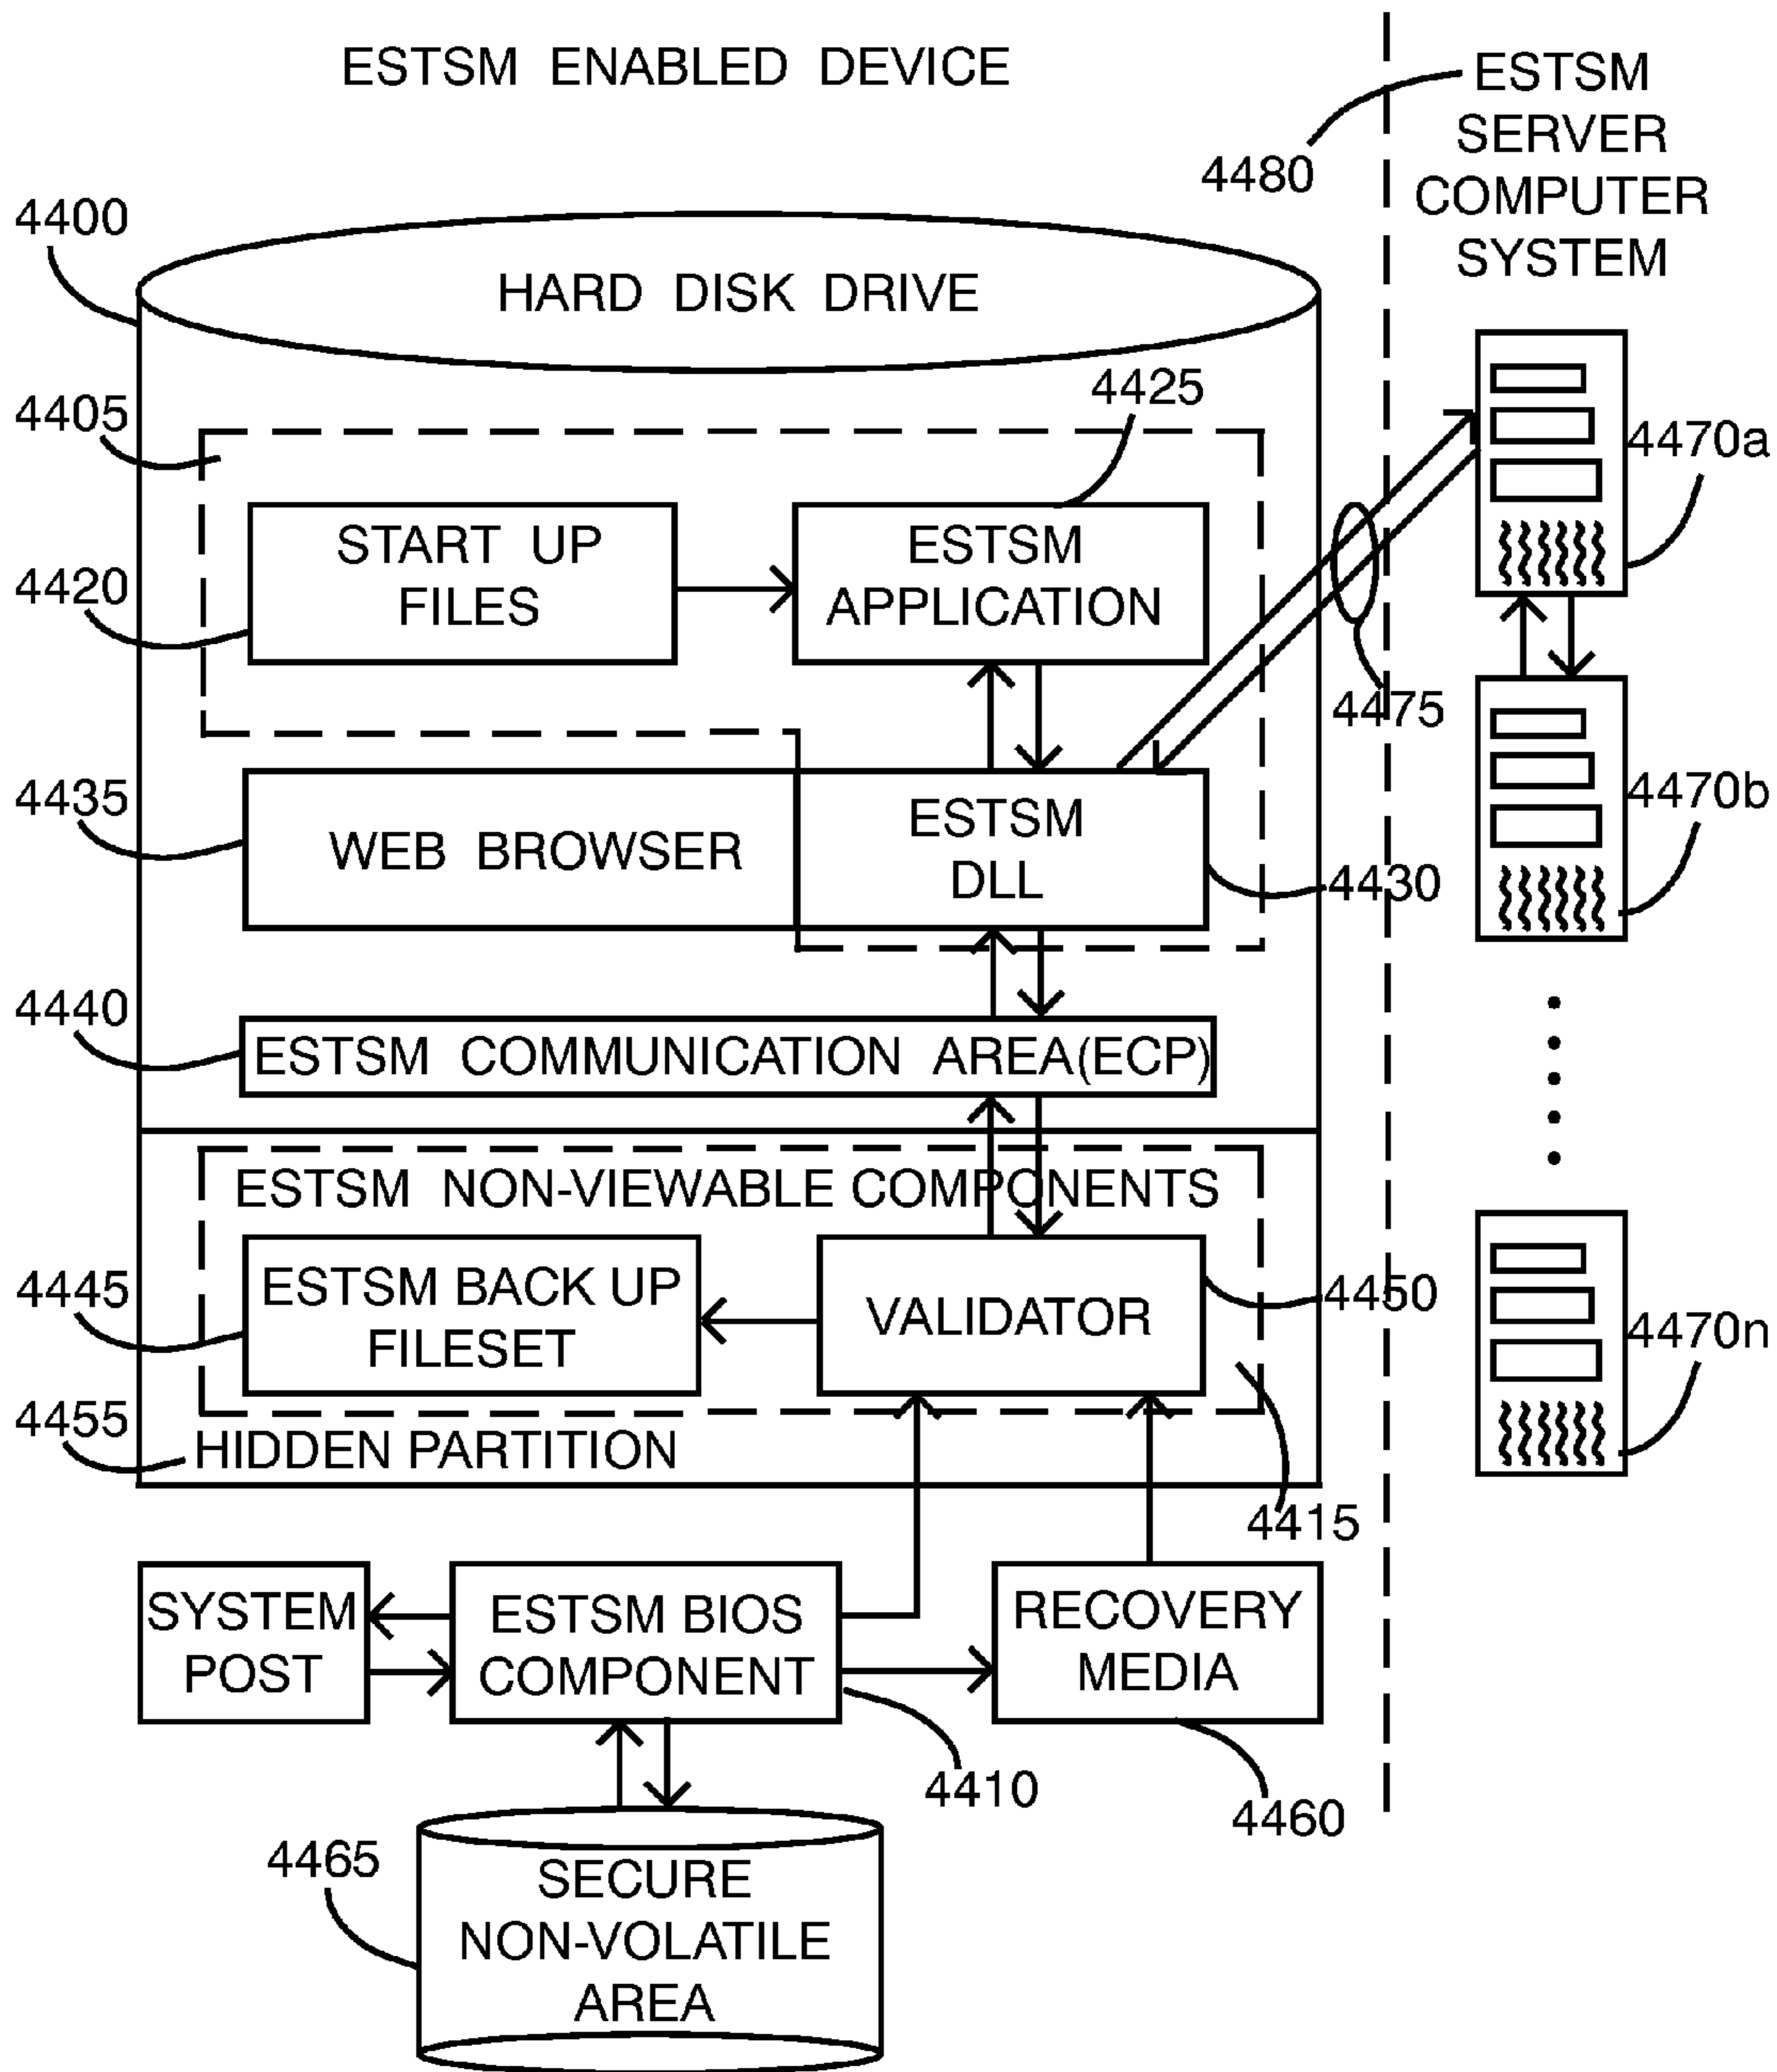 ESTSM ENABLED DEVICE
ESTSM
SERVER
COMPUTER
SYSTEM
4480
4400
HARD DISK DRIVE
4425
4405
4470a
START UP
FILES
ESTSM
APPLICATION
4420
4475
4435
WEB BROWSER
ESTSM
DLL
4430
4470b
4440
ESTSM COMMUNICATION AREA(ECP)
ESTSM NON-VIEWABLE COMPONENTS
4445
ESTSM BACK UP
FILESET
VALIDATOR
4450
4470n
4455
HIDDEN PARTITION
4415
SYSTEM
POST
ESTSM BIOS
COMPONENT
RECOVERY
MEDIA
4410
4460
4465
SECURE
NON-VOLATILE
AREA